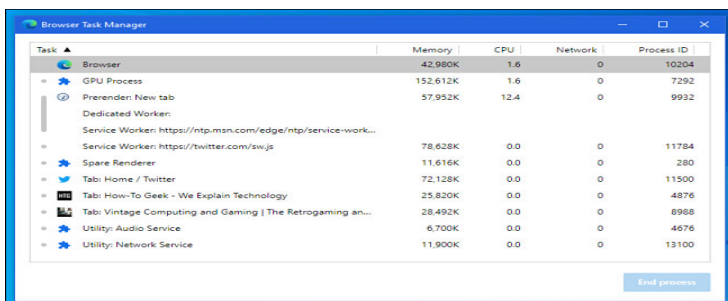 Browser Task Manager
Task Memory CPU Network Process ID
Browser 42,980K 1.6 0 10204
GPU Process 152,612K 1.6 0 7292
Prerender: New tab 57,952K 12.4 0 9932
Dedicated Worker:
Service Worker: https://ntp.msn.com/edge/ntp/service-work...
Service Worker: https://twitter.com/sw.js 78,628K 0.0 0 11784
Spare Renderer 11,616K 0.0 0 280
Tab: Home / Twitter 72,128K 0.0 0 11500
HTG Tab: How-To Geek - We Explain Technology 25,820K 0.0 0 4876
Tab: Vintage Computing and Gaming | The Retrogaming an... 28,492K 0.0 0 8988
Utility: Audio Service 6,700K 0.0 0 4676
Utility: Network Service 11,900K 0.0 0 13100
End process